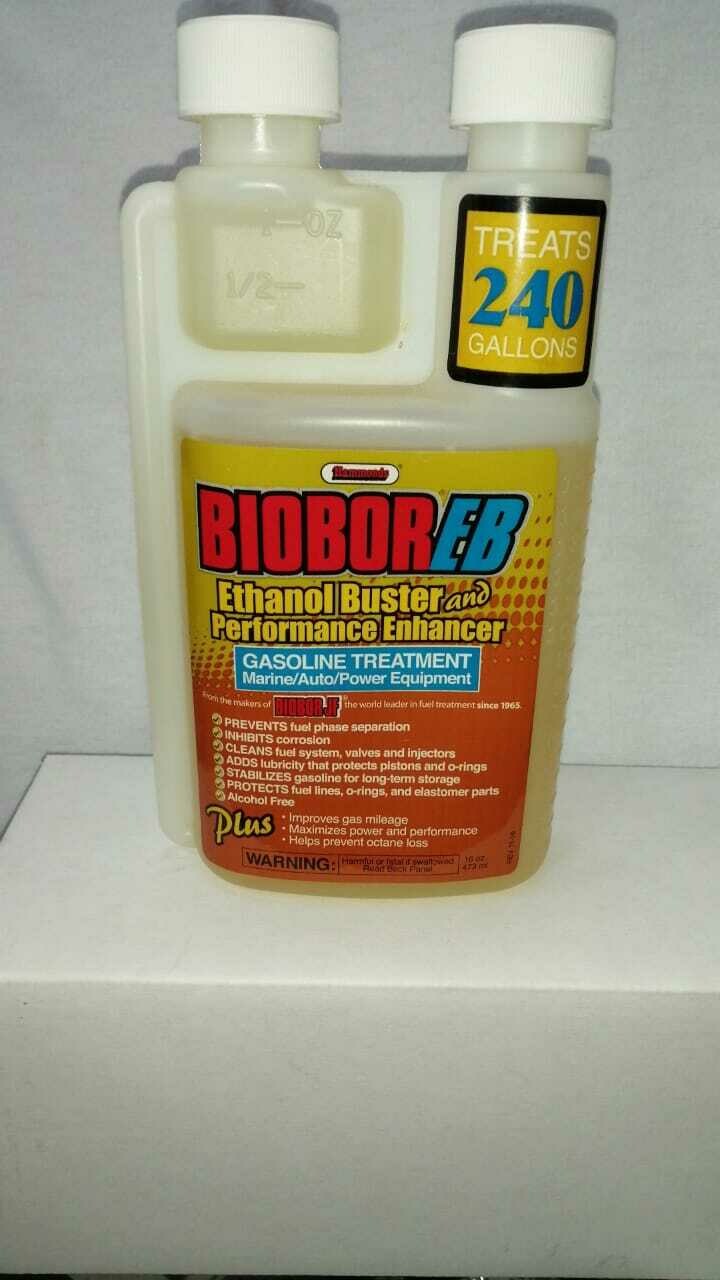 1 OZ
1/2
TREATS
240
GALLONS
Hammonds
BIOBOR EB
Ethanol Buster and
Performance Enhancer
GASOLINE TREATMENT
Marine/Auto/Power Equipment
From the makers of BIOBOR JF® the world leader in fuel treatment since 1965.
PREVENTS fuel phase separation
INHIBITS corrosion
CLEANS fuel system, valves and injectors
ADDS lubricity that protects pistons and o-rings
STABILIZES gasoline for long-term storage
PROTECTS fuel lines, o-rings, and elastomer parts
Alcohol Free
Plus
• Improves gas mileage
• Maximizes power and performance
• Helps prevent octane loss
WARNING: Harmful or fatal if swallowed
Read Back Panel
16 oz
473 ml